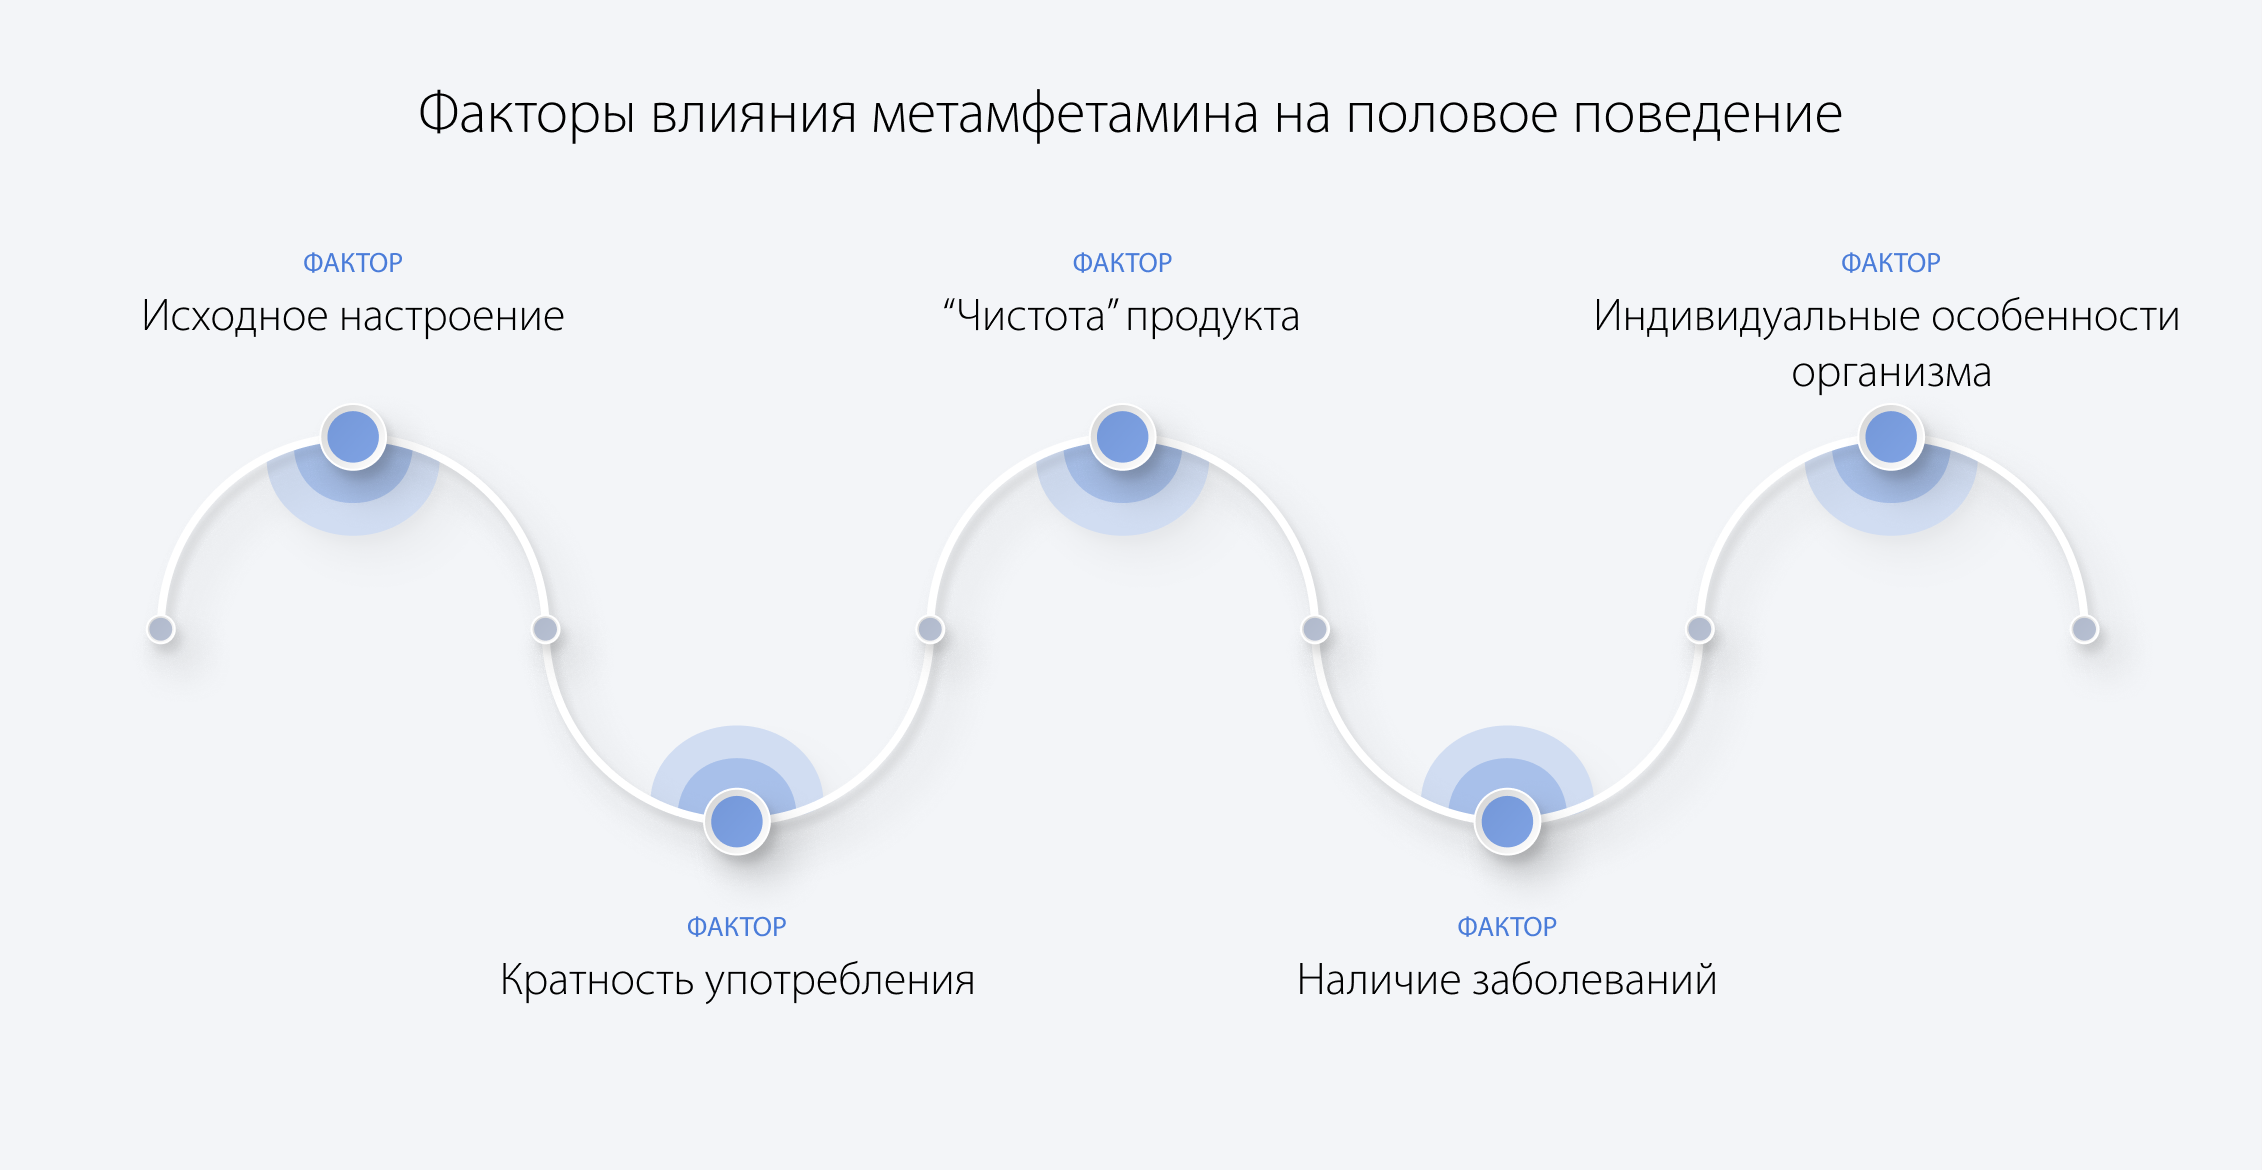 Факторы влияния метамфетамина на половое поведение
ФАКТОР
Исходное настроение
ФАКТОР
“Чистота” продукта
ФАКТОР
Индивидуальные особенности
организма
ФАКТОР
Кратность употребления
ФАКТОР
Наличие заболеваний